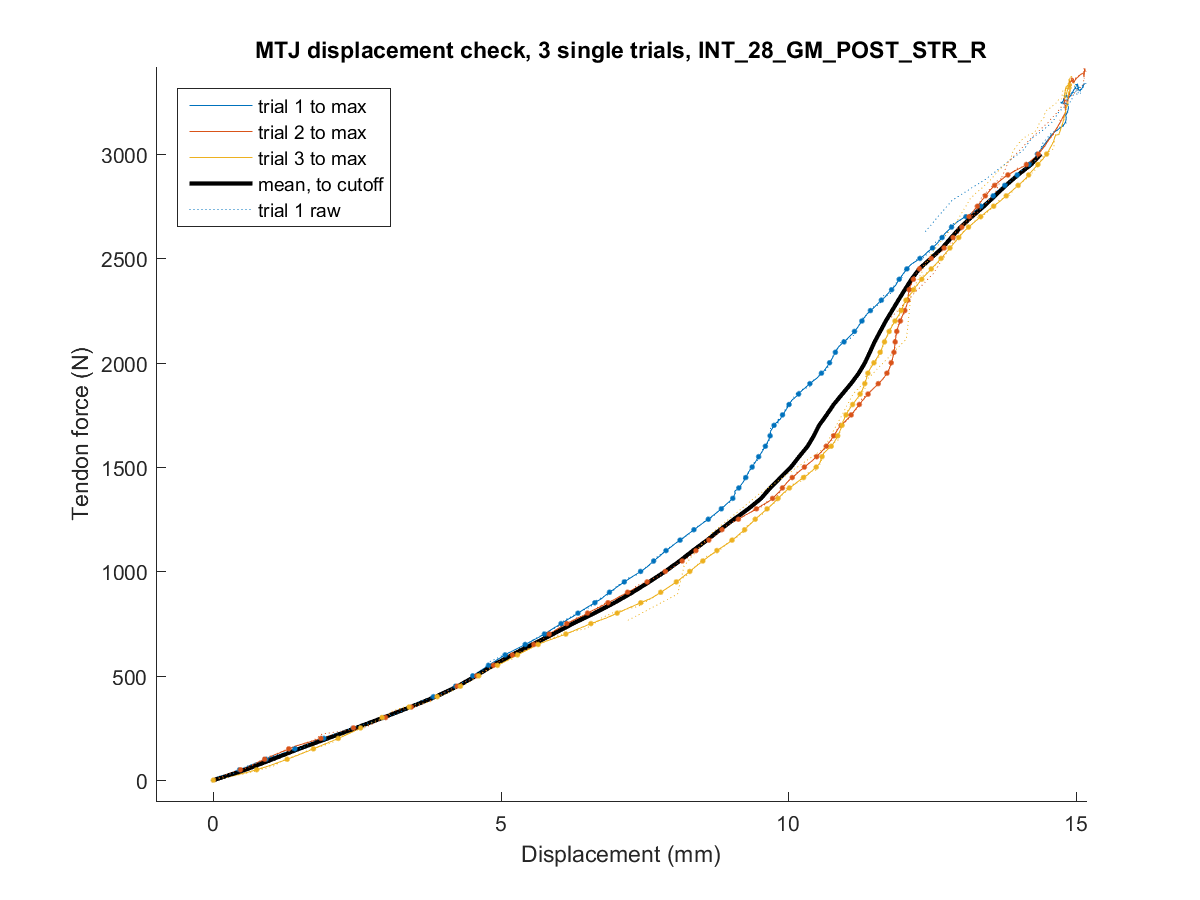 MTJ displacement check, 3 single trials, INT_28_GM_POST_STR_R
trial 1 to max
trial 2 to max
trial 3 to max
mean, to cutoff
trial 1 raw
3000
2500
2000
1500
1000
500
0
Tendon force (N)
0 5 10 15
Displacement (mm)